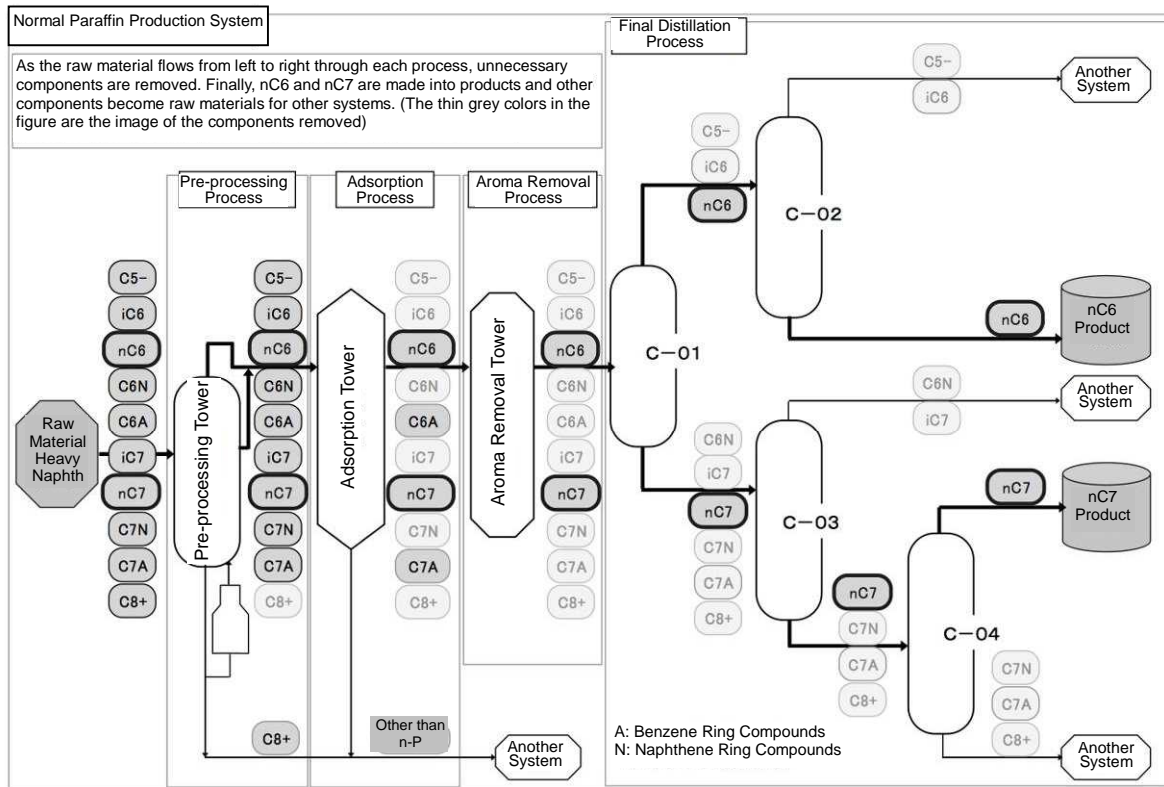 Normal Paraffin Production System
As the raw material flows from left to right through each process, unnecessary
components are removed. Finally, nC6 and nC7 are made into products and other
components become raw materials for other systems. (The thin grey colors in the
figure are the image of the components removed)
Pre-processing
Process
Adsorption
Process
Aroma Removal
Process
Final Distillation
Process
Raw
Material
Heavy
Naphth
C5-
iC6
nC6
C6N
C6A
iC7
nC7
C7N
C7A
C8+
Pre-processing Tower
C5-
iC6
nC6
C6N
C6A
iC7
nC7
C7N
C7A
C8+
C8+
Adsorption Tower
C5-
iC6
nC6
C6N
C6A
iC7
nC7
C7N
C7A
C8+
Other than
n-P
Another
System
Aroma Removal Tower
C5-
iC6
nC6
C6N
C6A
iC7
nC7
C7N
C7A
C8+
C-01
C5-
iC6
nC6
C-02
C5-
iC6
Another
System
nC6
nC6
Product
C6N
iC7
nC7
C7N
C7A
C8+
C-03
C6N
iC7
Another
System
nC7
C7N
C7A
C8+
C-04
nC7
nC7
Product
C7N
C7A
C8+
Another
System
A: Benzene Ring Compounds
N: Naphthene Ring Compounds